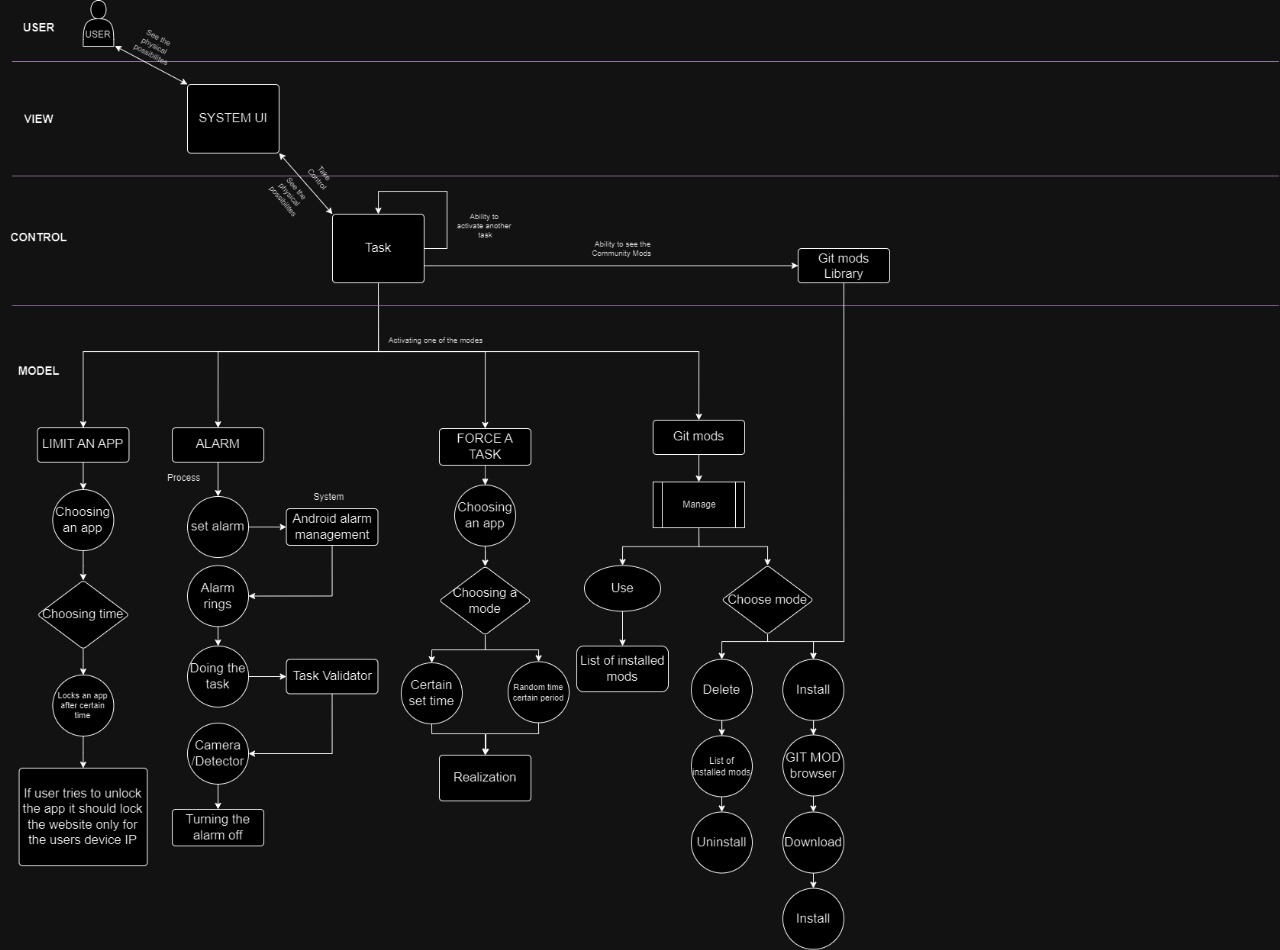 USER
USER
See the
physical
possibilites
VIEW
SYSTEM UI
Take
Control
See the
physical
possibilites
CONTROL
Task
Ability to
activate another
task
Ability to see the
Community Mods
Git mods
Library
Activating one of the modes
MODEL
LIMIT AN APP
Choosing
an app
Choosing time
Locks an app
after certain
time
If user tries to unlock
the app it should lock
the website only for
the users device IP
ALARM
Process
set alarm
System
Android alarm
management
Alarm
rings
Doing the
task
Task Validator
Camera
/Detector
Turning the
alarm off
FORCE A
TASK
Choosing
an app
Choosing a
mode
Certain
set time
Random time
certain period
Realization
Git mods
Manage
Use
List of installed
mods
Choose mode
Delete
List of
installed mods
Uninstall
Install
GIT MOD
browser
Download
Install